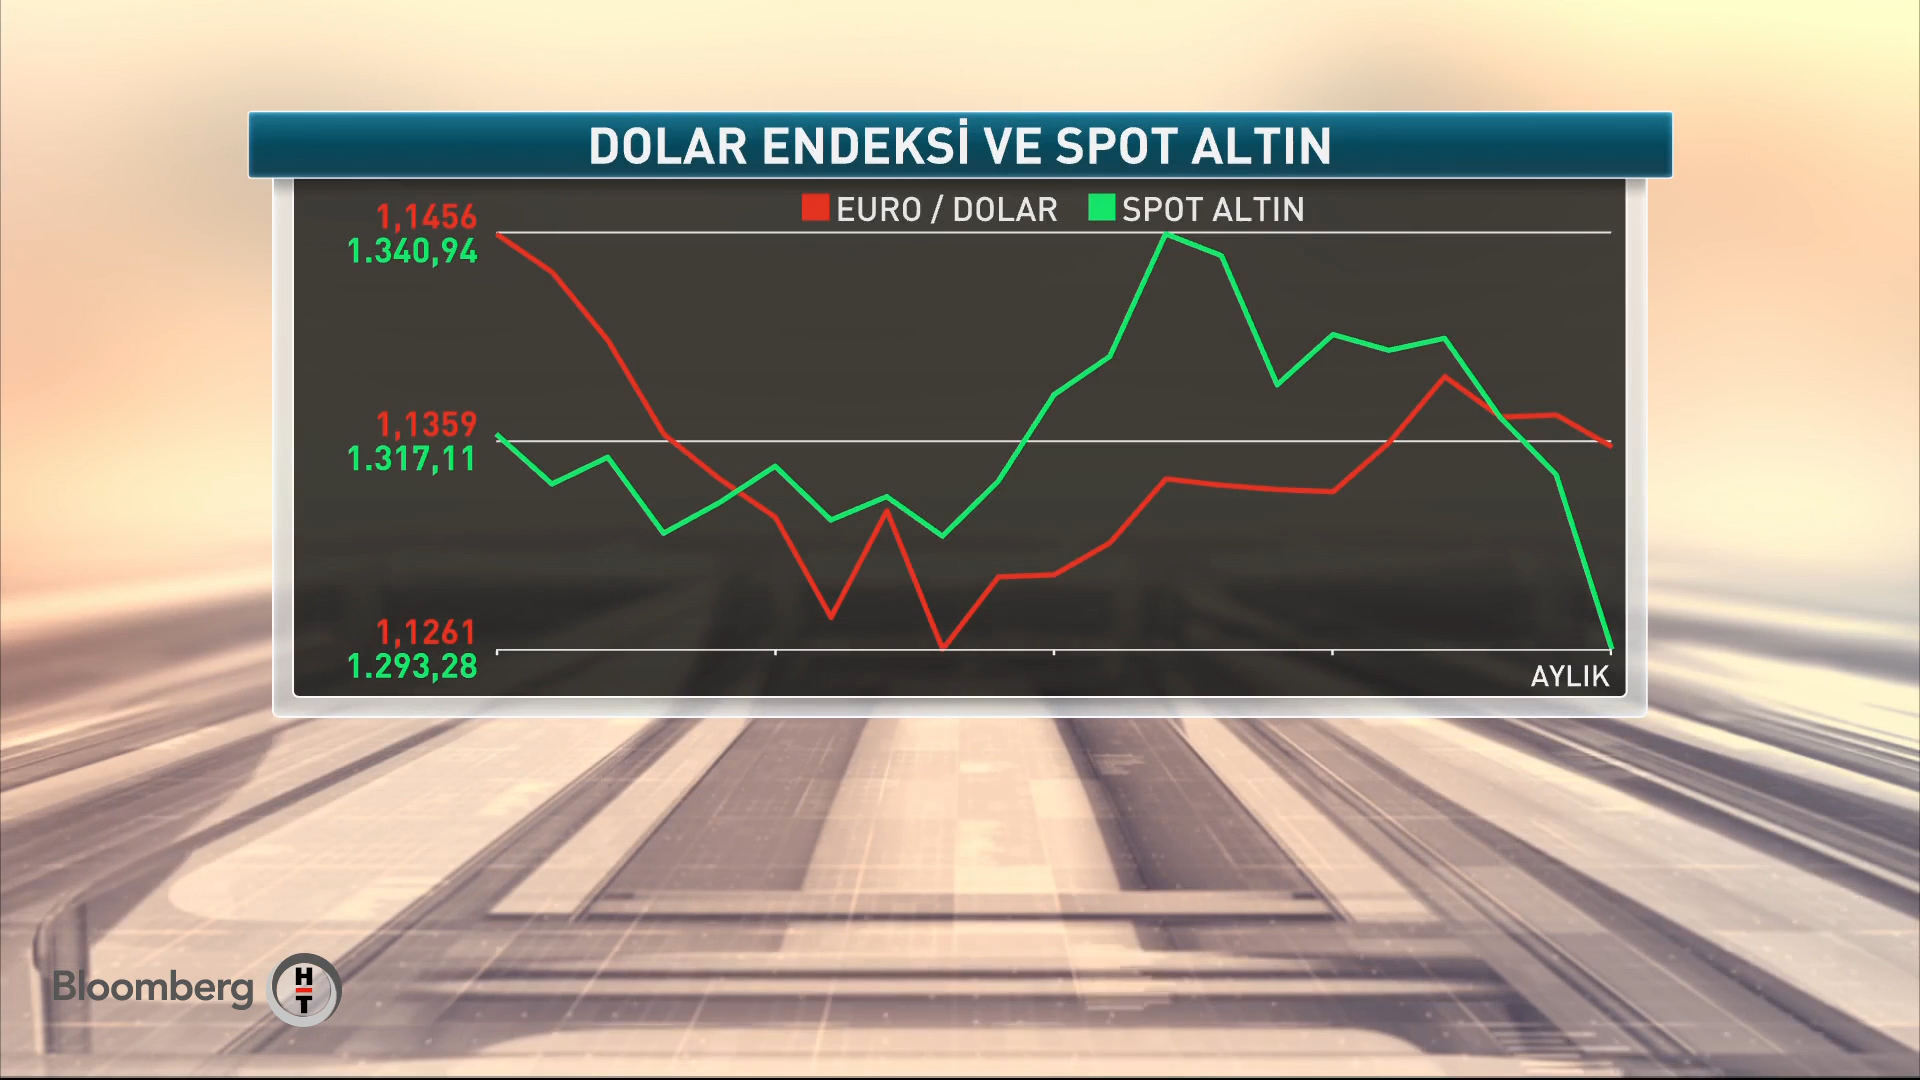 DOLAR ENDEKSİ VE SPOT ALTIN
EURO / DOLAR SPOT ALTIN
1,1456
1.340,94
1,1359
1.317,11
1,1261
1.293,28
AYLIK
Bloomberg HT